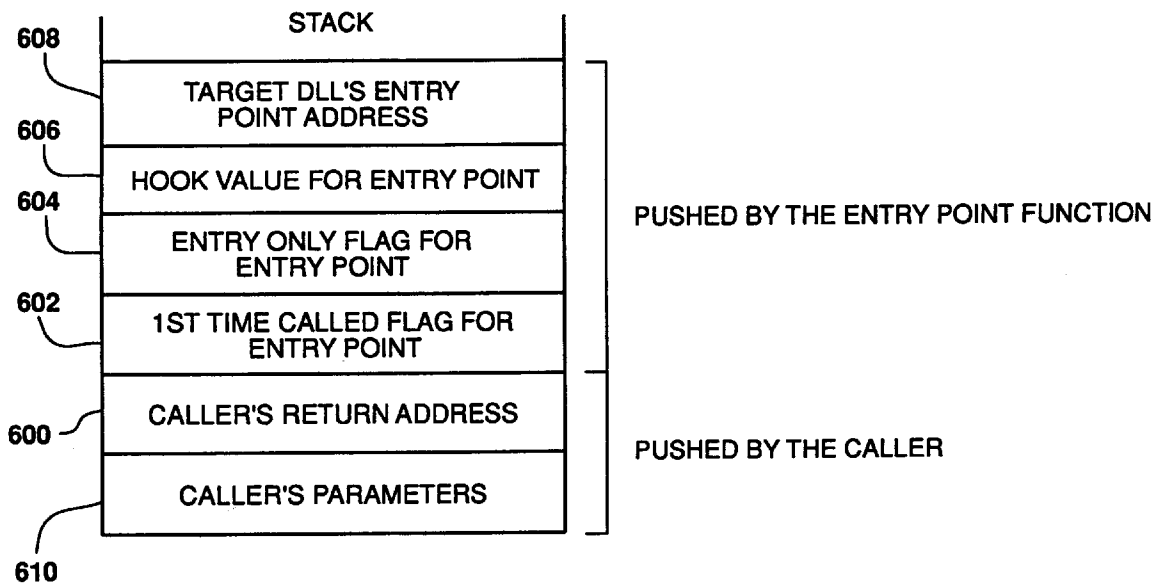 STACK
608
TARGET DLL'S ENTRY
POINT ADDRESS
606
HOOK VALUE FOR ENTRY POINT
604
ENTRY ONLY FLAG FOR
ENTRY POINT
602
1ST TIME CALLED FLAG FOR
ENTRY POINT
PUSHED BY THE ENTRY POINT FUNCTION
600
CALLER'S RETURN ADDRESS
CALLER'S PARAMETERS
610
PUSHED BY THE CALLER